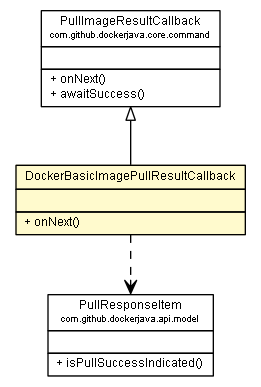 PullImageResultCallback
com.github.dockerjava.core.command
+ onNext()
+ awaitSuccess()
DockerBasicImagePullResultCallback
+ onNext()
PullResponseItem
com.github.dockerjava.api.model
+ isPullSuccessIndicated()